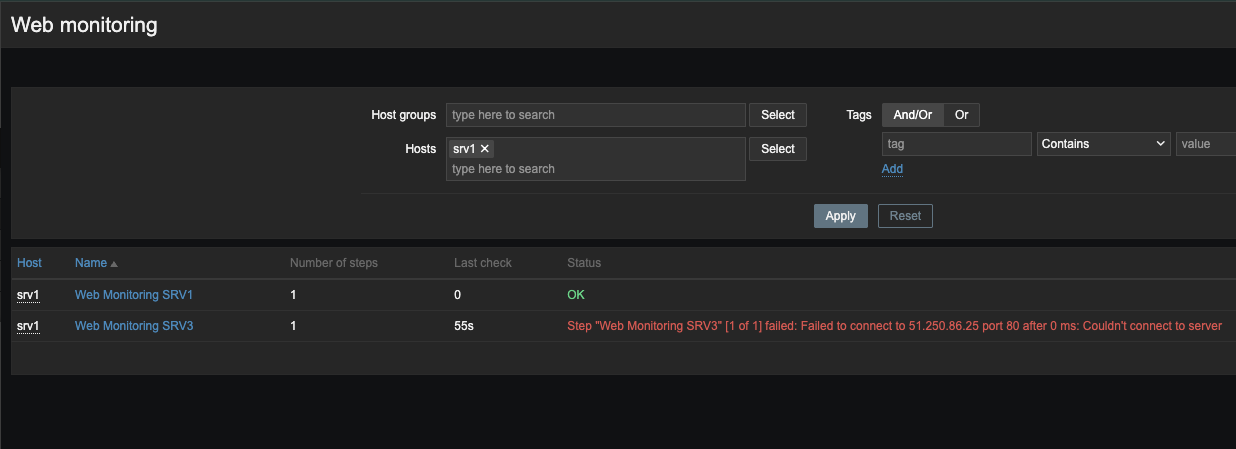 Web monitoring
Host groups type here to search Select Tags And/Or Or
tag Contains value
Hosts srv1 × Select
type here to search
Add
Apply Reset
Host Name Number of steps Last check Status
srv1 Web Monitoring SRV1 1 0 OK
srv1 Web Monitoring SRV3 1 55s Step "Web Monitoring SRV3" [1 of 1] failed: Failed to connect to 51.250.86.25 port 80 after 0 ms: Couldn't connect to server